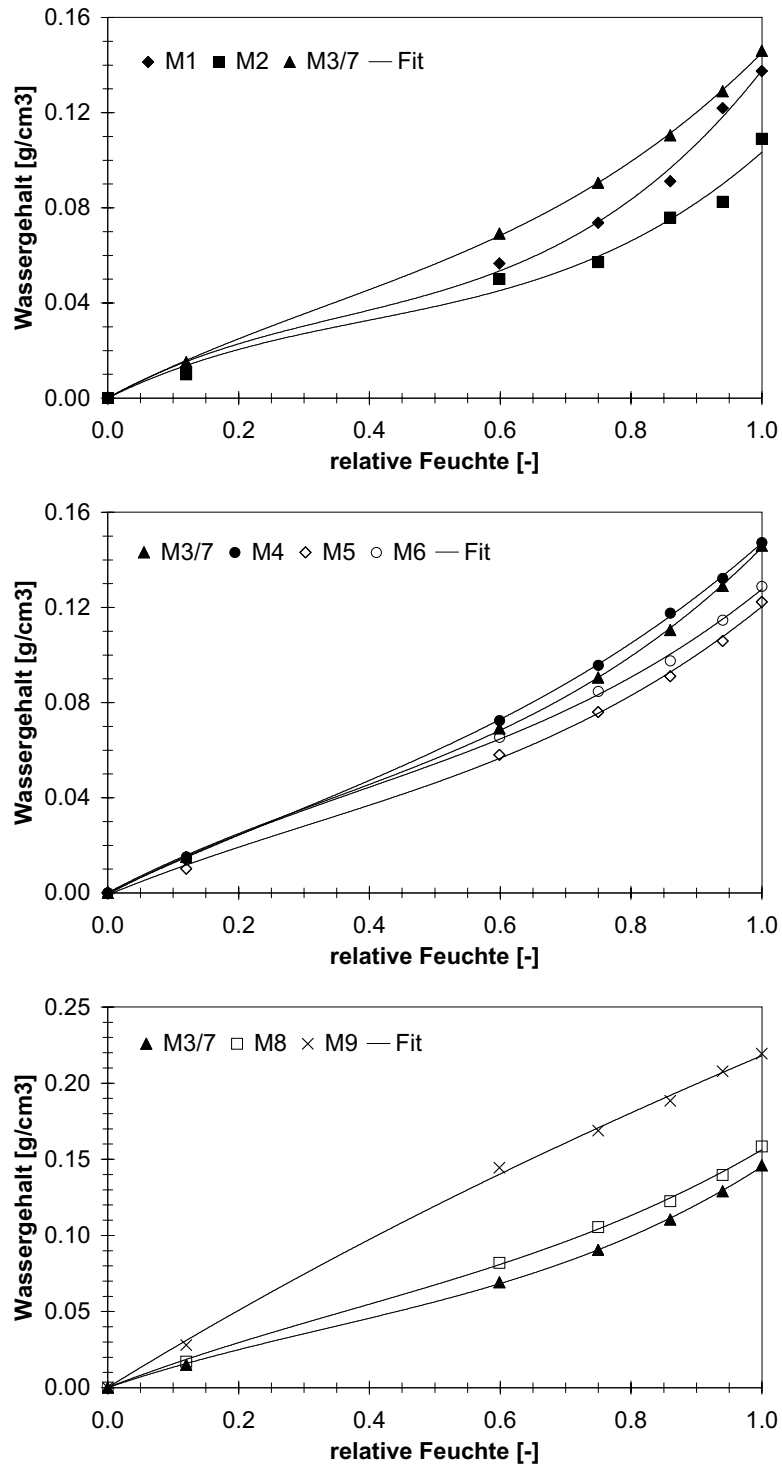 0.16
M1 M2 M3/7 Fit
0.12
0.08
0.04
0.00
Wassergehalt [g/cm3]
0.0 0.2 0.4 0.6 0.8 1.0
relative Feuchte [-]
0.16
M3/7 M4 M5 M6 Fit
0.12
0.08
0.04
0.00
Wassergehalt [g/cm3]
0.0 0.2 0.4 0.6 0.8 1.0
relative Feuchte [-]
0.25
M3/7 M8 M9 Fit
0.20
0.15
0.10
0.05
0.00
Wassergehalt [g/cm3]
0.0 0.2 0.4 0.6 0.8 1.0
relative Feuchte [-]